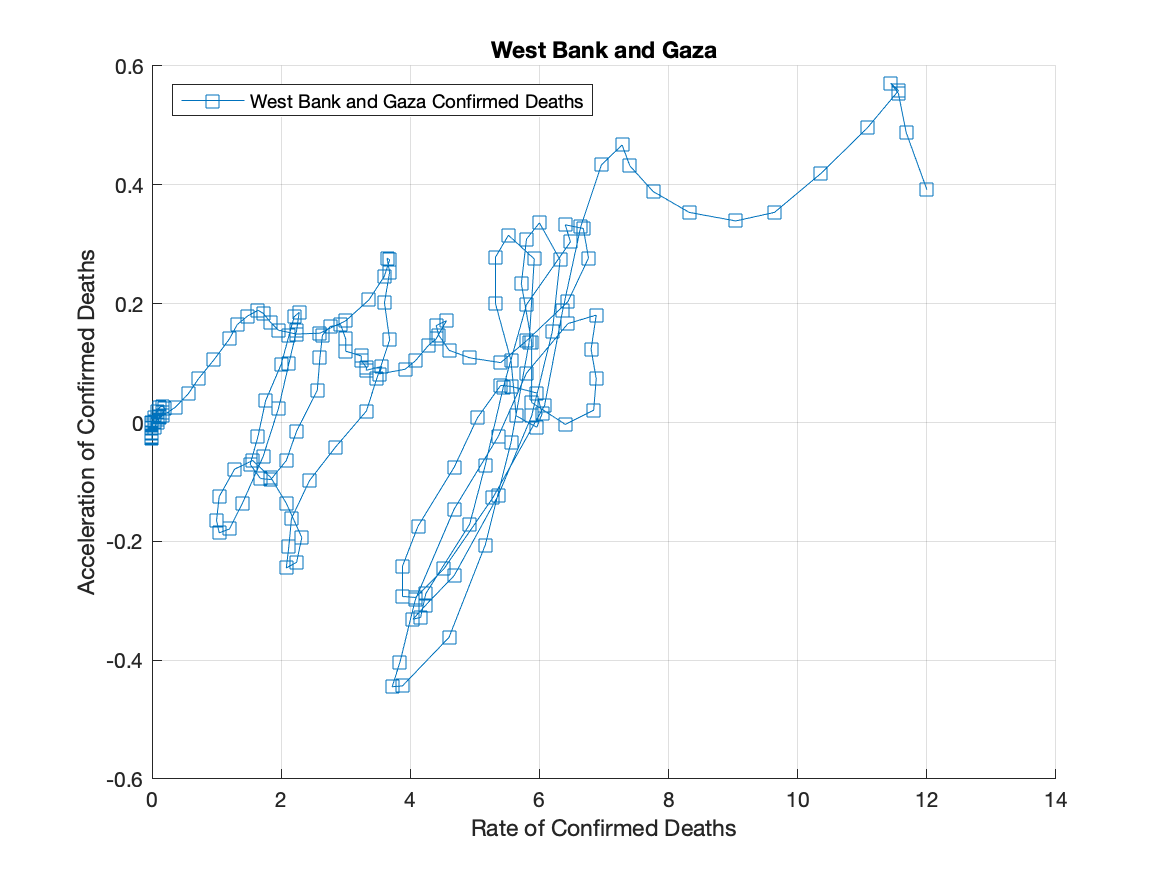 West Bank and Gaza
West Bank and Gaza Confirmed Deaths
0.6
0.4
0.2
0
-0.2
-0.4
-0.6
Acceleration of Confirmed Deaths
0 2 4 6 8 10 12 14
Rate of Confirmed Deaths